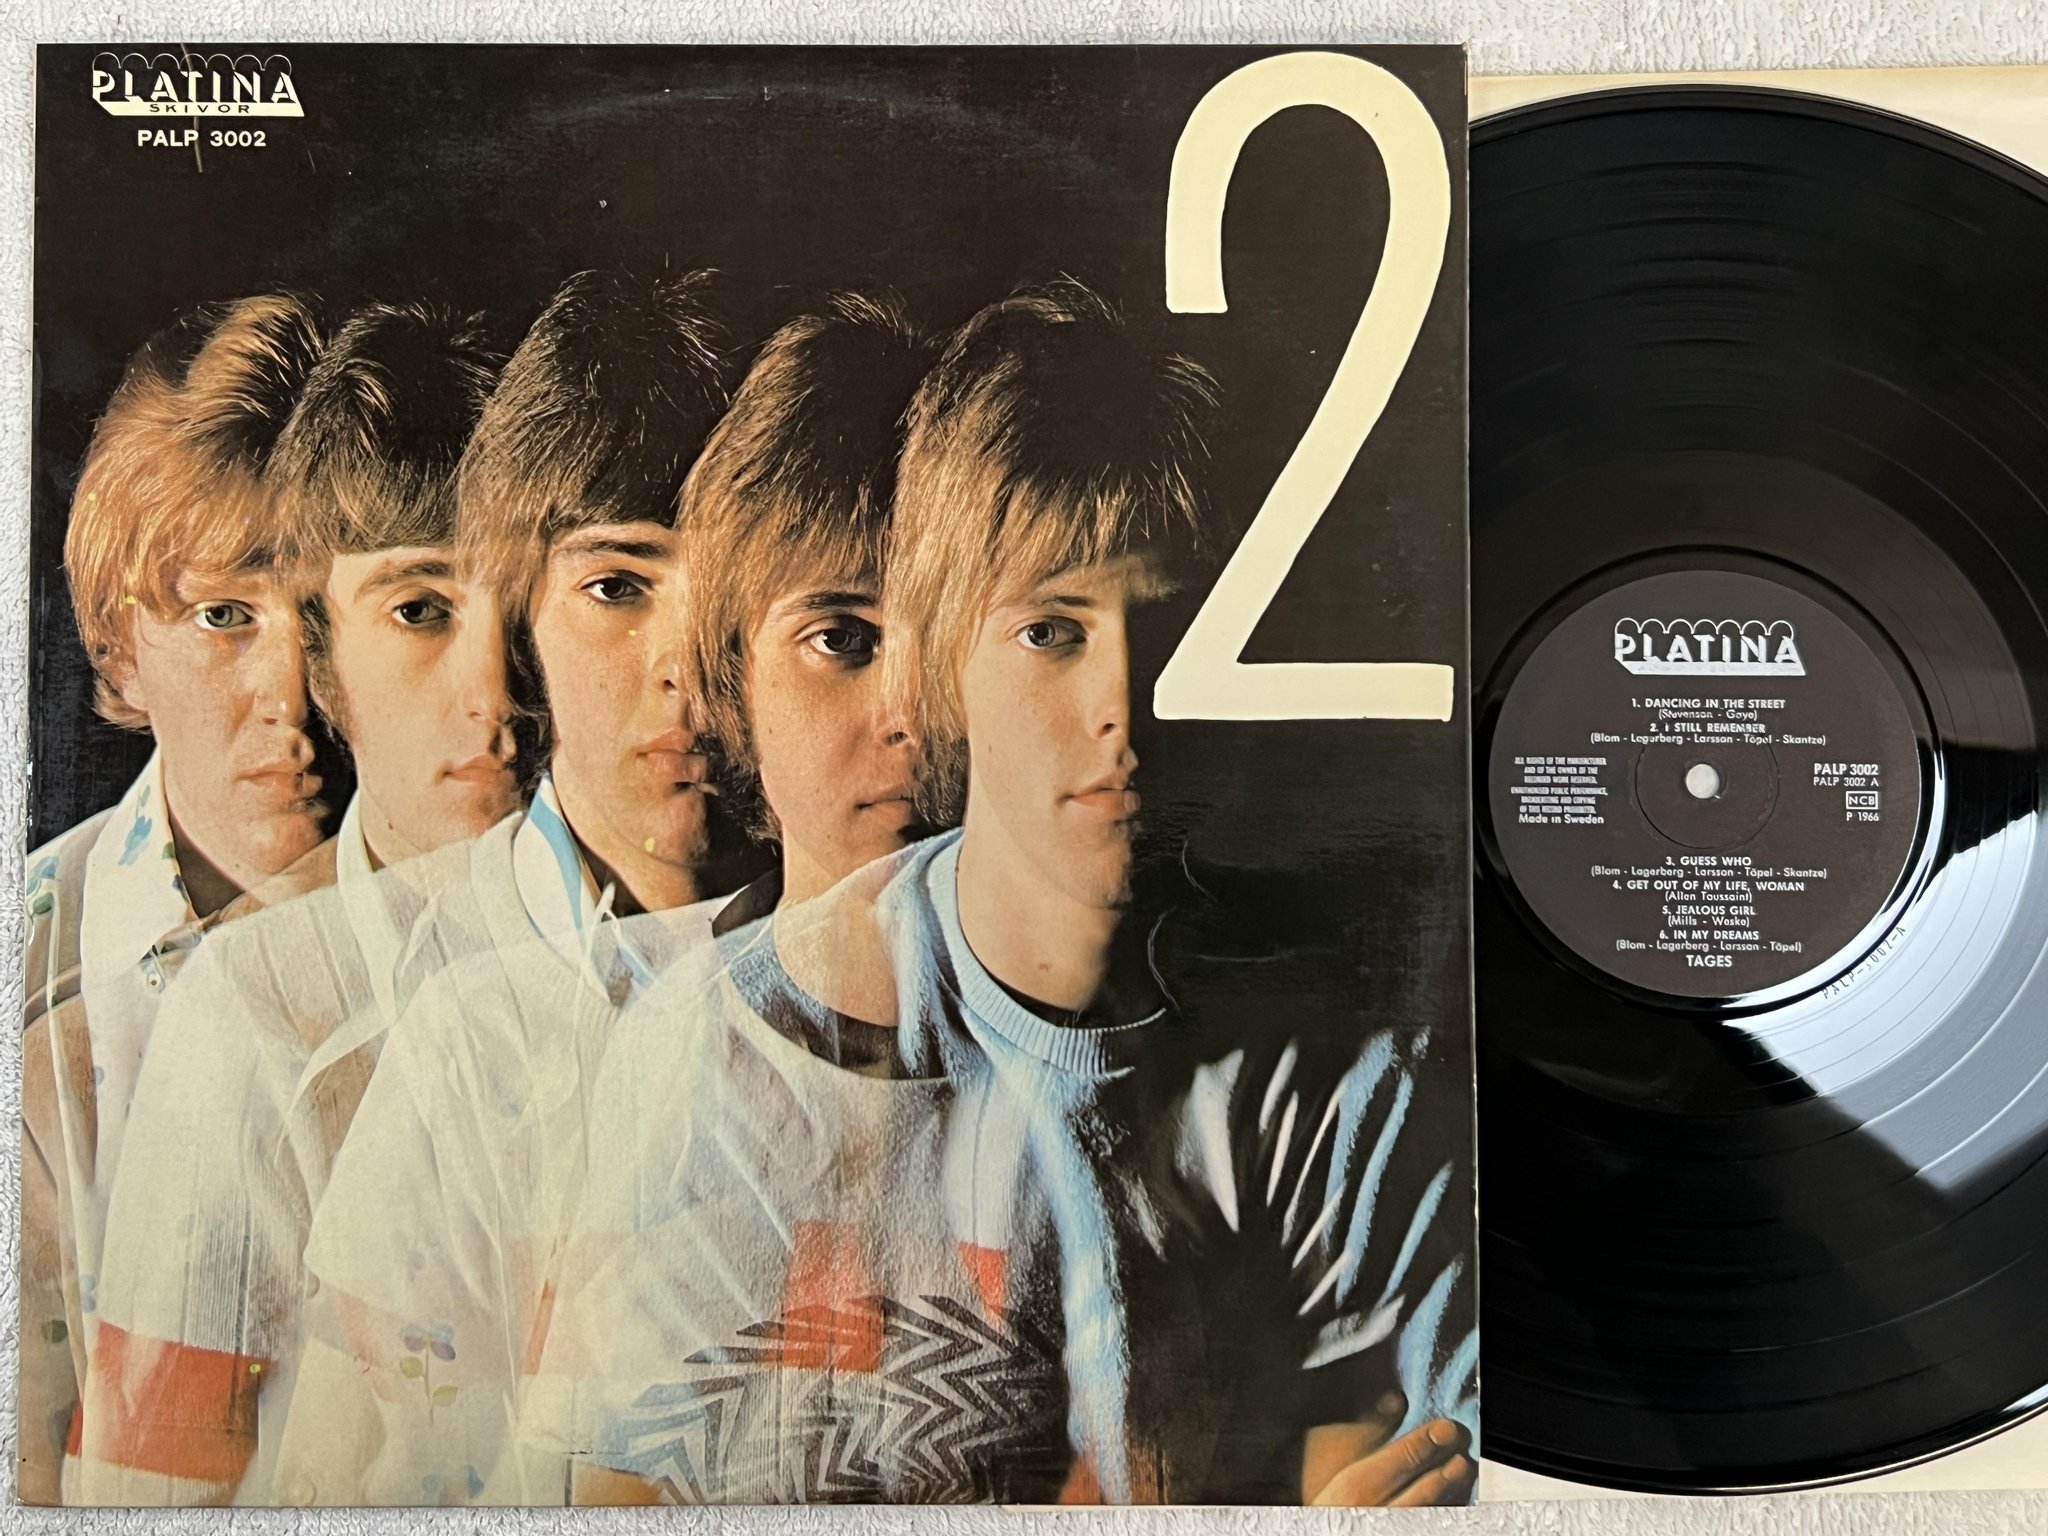 PLATINA
SKIVOR
PALP 3002
2
PLATINA
1. DANCING IN THE STREET
(Stevenson - Gaye)
2. I STILL REMEMBER
(Blom - Lagerberg - Larsson - Töpel - Skantze)
ALL RIGHTS OF THE MANUFACTURER
AND OF THE OWNER OF THE
RECORDED WORK RESERVED.
UNAUTHORISED PUBLIC PERFORMANCE,
BROADCASTING AND COPYING
OF THIS RECORD PROHIBITED.
Made in Sweden
PALP 3002
PALP 3002 A
NCB
P 1966
3. GUESS WHO
(Blom - Lagerberg - Larsson - Töpel - Skantze)
4. GET OUT OF MY LIFE, WOMAN
(Allen Toussaint)
5. JEALOUS GIRL
(Mills - Weske)
6. IN MY DREAMS
(Blom - Lagerberg - Larsson - Töpel)
TAGES
PALP-3002-A